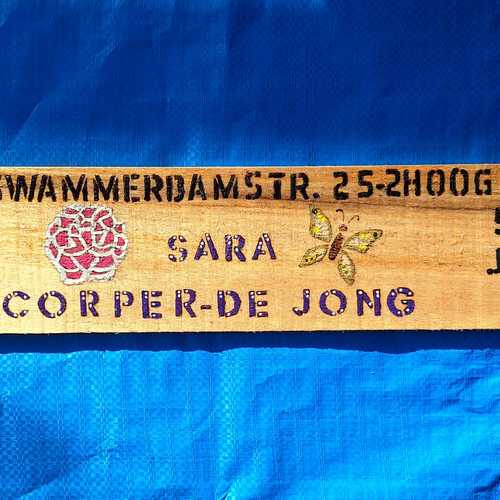 SWAMMERDAMSTR. 25-2HOOG
SARA
CORPER-DE JONG